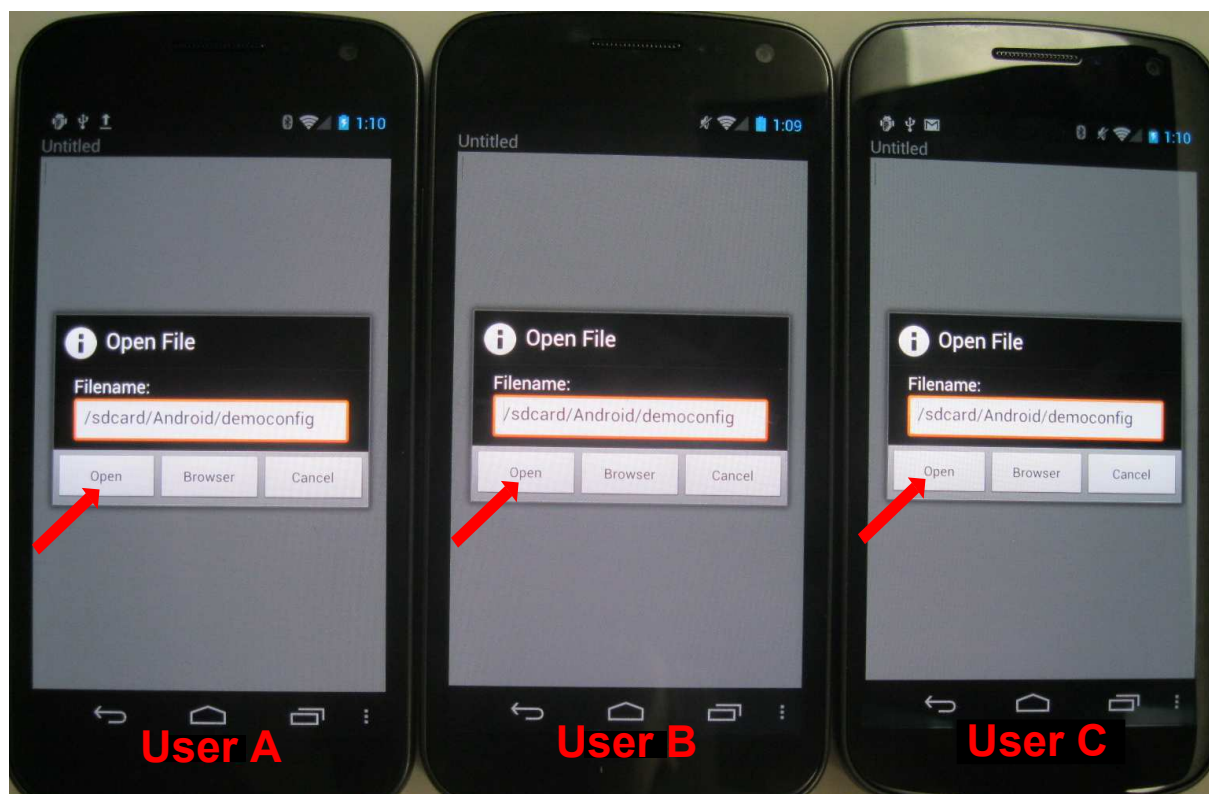 1:10
Untitled
Open File
Filename:
/sdcard/Android/democonfig
Open Browser Cancel
User A
1:09
Untitled
Open File
Filename:
/sdcard/Android/democonfig
Open Browser Cancel
User B
1:10
Untitled
Open File
Filename:
/sdcard/Android/democonfig
Open Browser Cancel
User C